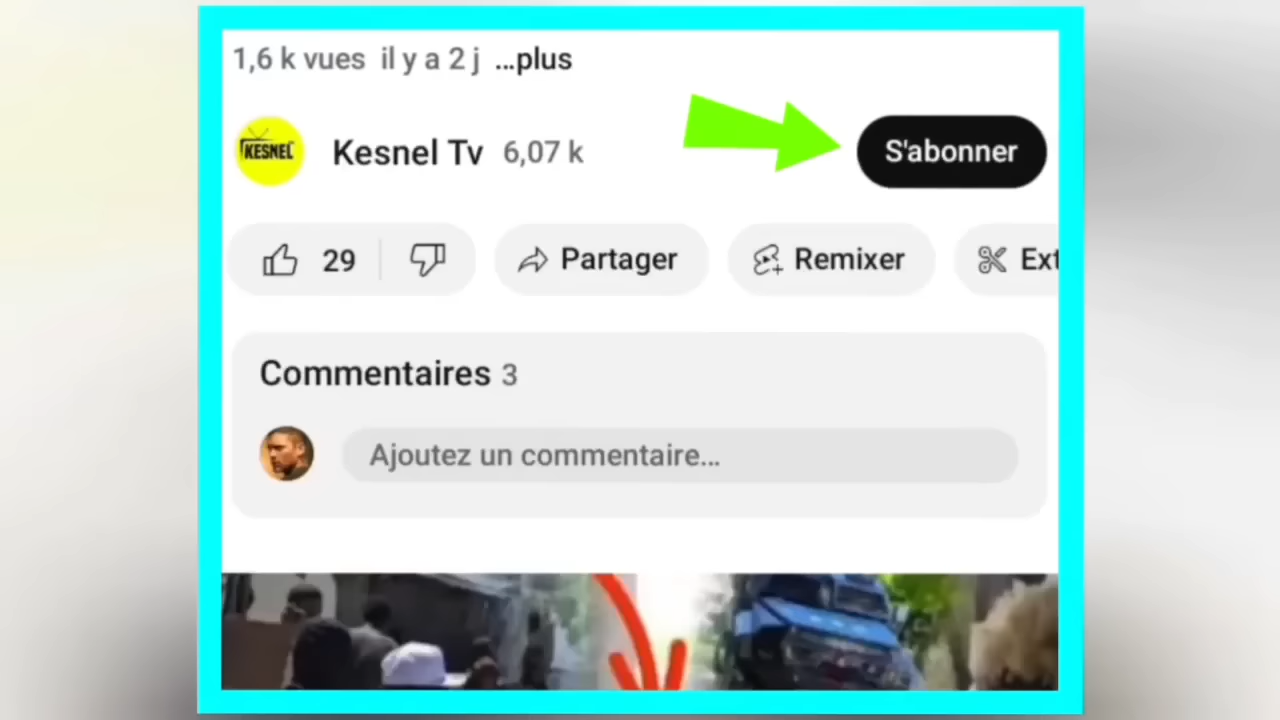 1,6 k vues il y a 2 j ...plus
KESNEL
Kesnel Tv 6,07 k
S'abonner
29
Partager
Remixer
Ext
Commentaires 3
Ajoutez un commentaire...